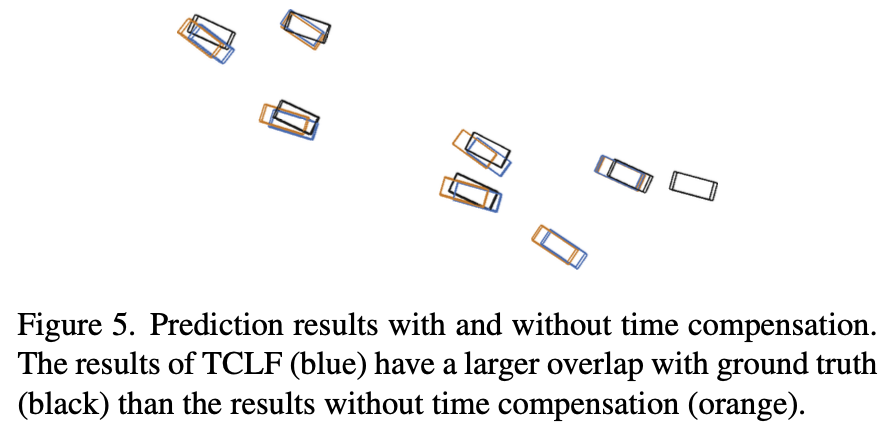 Figure 5. Prediction results with and without time compensation.
The results of TCLF (blue) have a larger overlap with ground truth
(black) than the results without time compensation (orange).